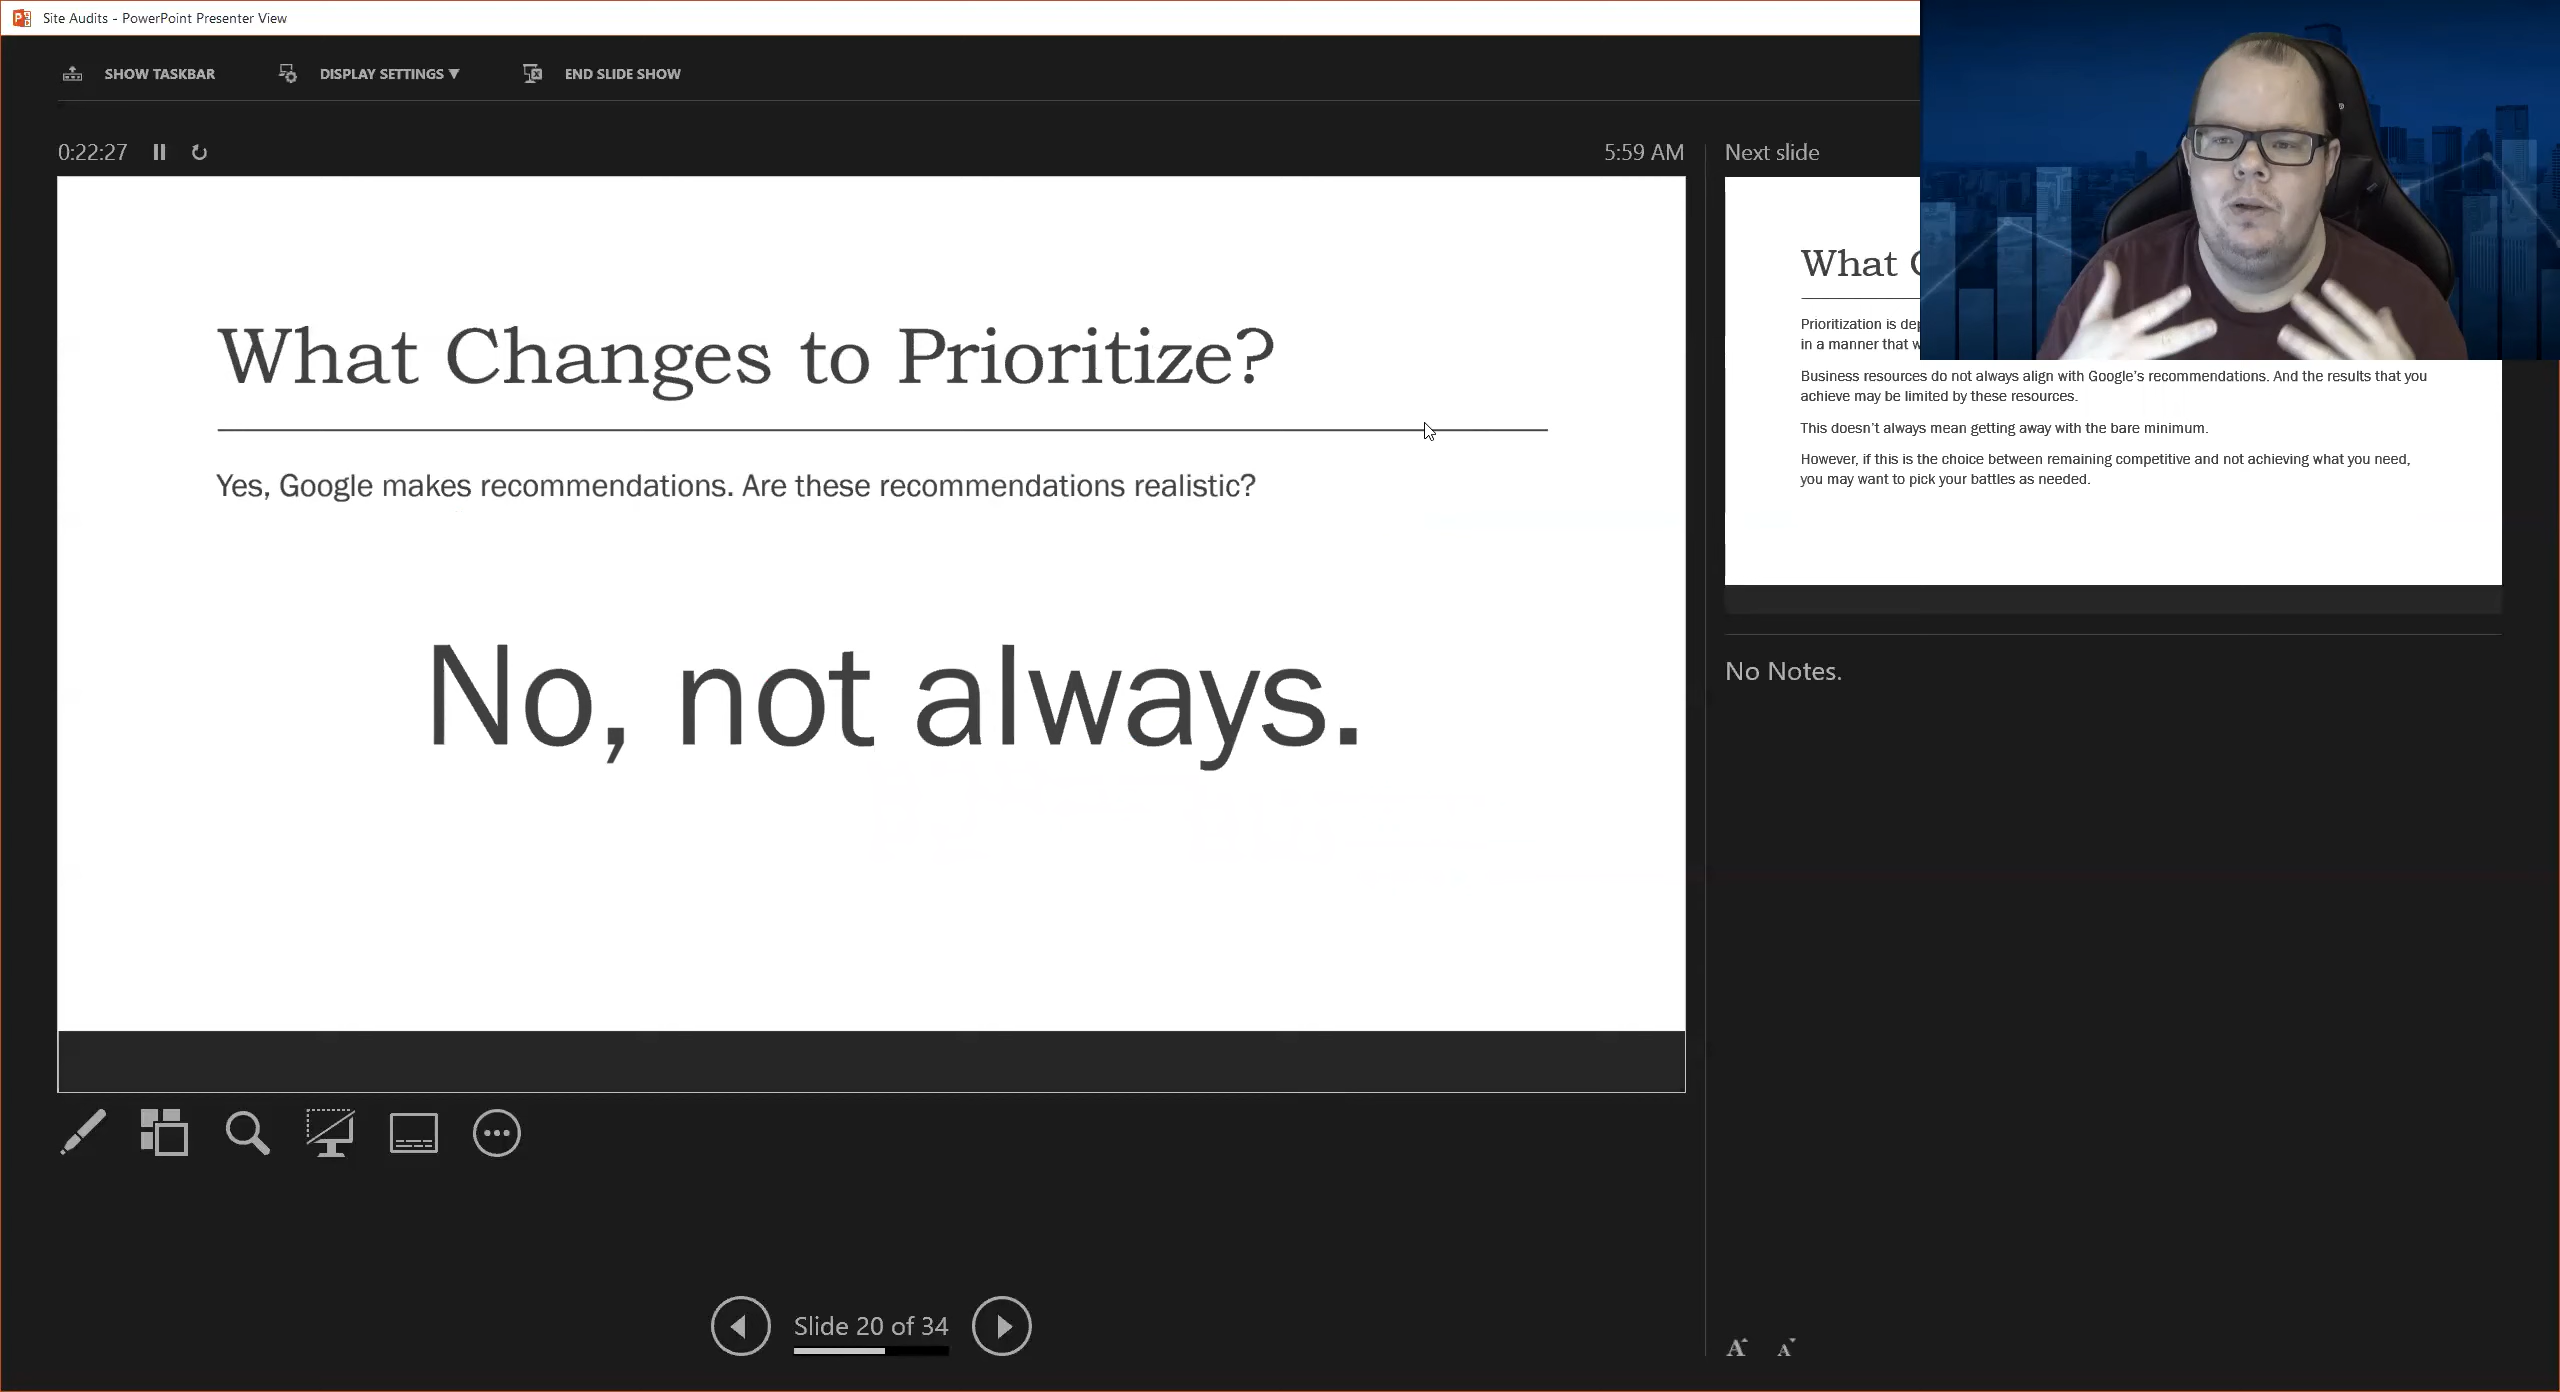 Site Audits - PowerPoint Presenter View
SHOW TASKBAR
DISPLAY SETTINGS ▼
END SLIDE SHOW
0:22:27
5:59 AM
What Changes to Prioritize?
Yes, Google makes recommendations. Are these recommendations realistic?
No, not always.
Next slide
What
Prioritization is
in a manner that
Business resources do not always align with Google's recommendations. And the results that you
achieve may be limited by these resources.
This doesn't always mean getting away with the bare minimum.
However, if this is the choice between remaining competitive and not achieving what you need,
you may want to pick your battles as needed.
No Notes.
Slide 20 of 34
A A